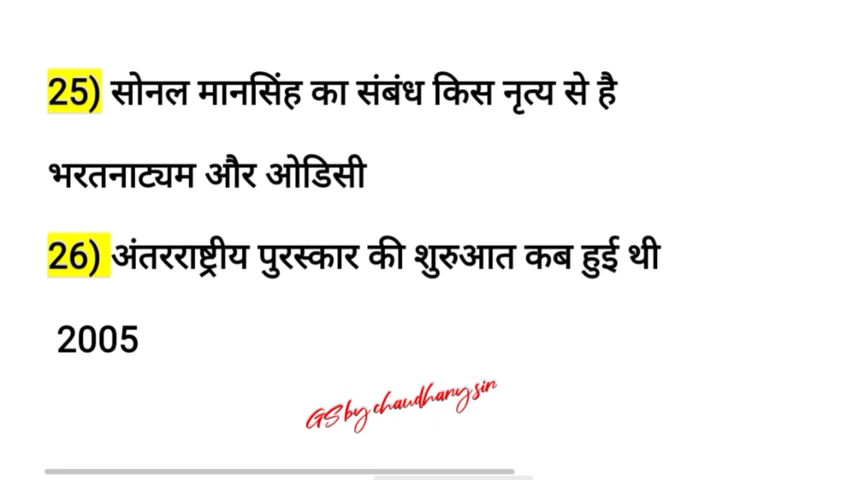 25) सोनल मानसिंह का संबंध किस नृत्य से है
भरतनाट्यम और ओडिसी
26) अंतरराष्ट्रीय पुरस्कार की शुरुआत कब हुई थी
2005
GS by chaudhary sir